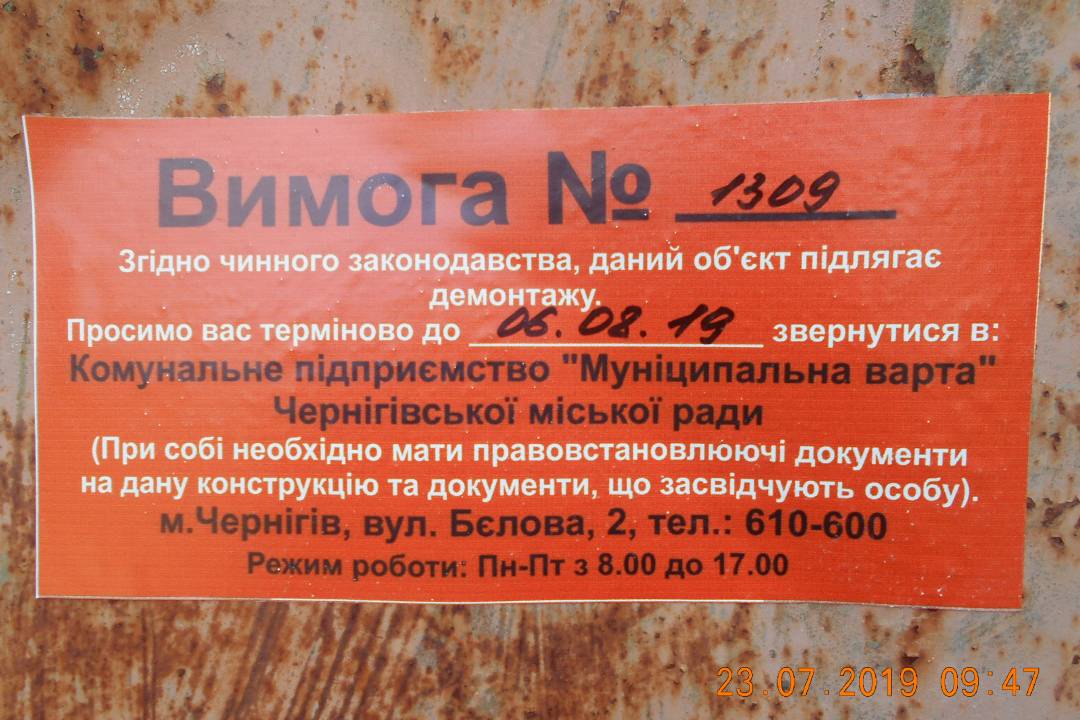 Вимога № 1309
Згідно чинного законодавства, даний об'єкт підлягає
демонтажу.
Просимо вас терміново до 06.08.19 звернутися в:
Комунальне підприємство "Муніципальна варта"
Чернігівської міської ради
(При собі необхідно мати правовстановлюючі документи
на дану конструкцію та документи, що засвідчують особу).
м.Чернігів, вул. Бєлова, 2, тел.: 610-600
Режим роботи: Пн-Пт з 8.00 до 17.00
23.07.2019 09:47